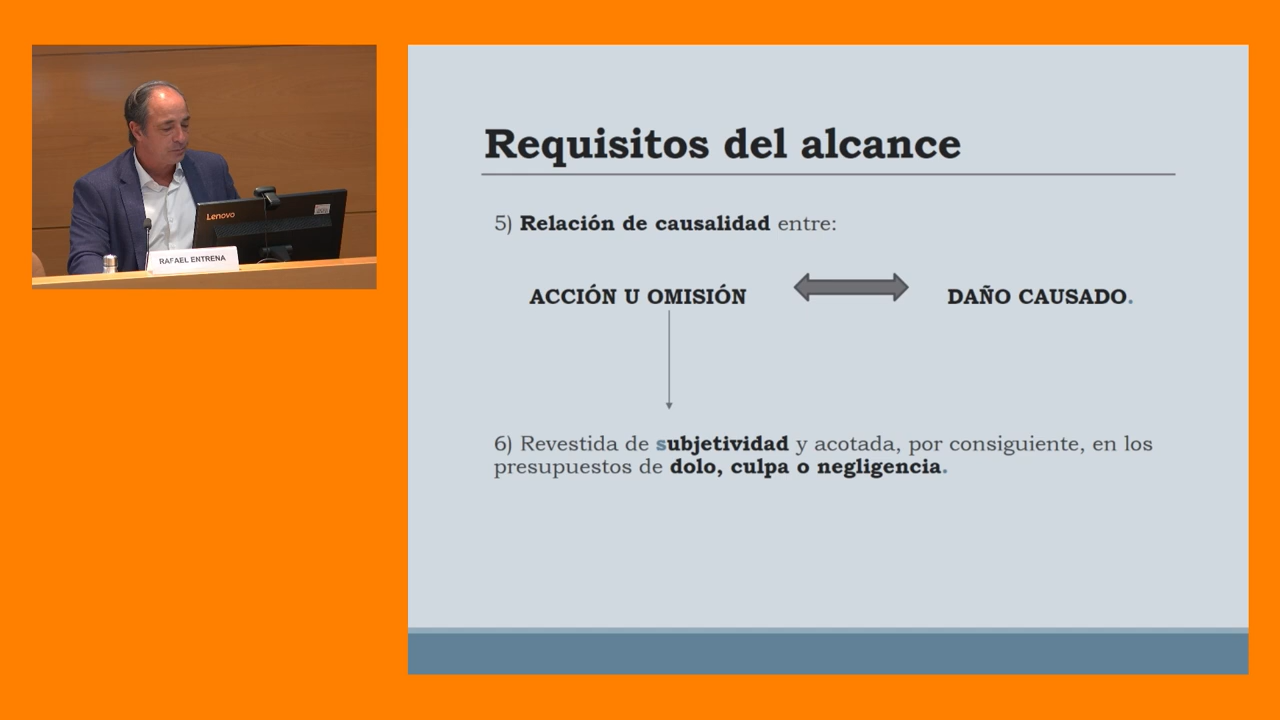 Lenovo
RAFAEL ENTRENA
Requisitos del alcance
5) Relación de causalidad entre:
ACCIÓN U OMISIÓN
DAÑO CAUSADO.
6) Revestida de subjetividad y acotada, por consiguiente, en los
presupuestos de dolo, culpa o negligencia.